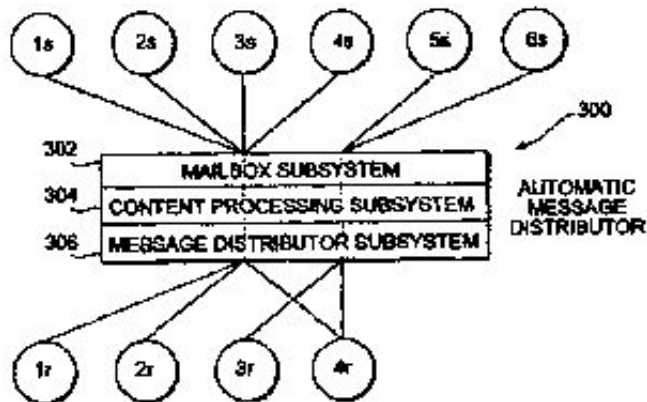 1s 2s 3s 4s 5s 6s
300
302 MAILBOX SUBSYSTEM
304 CONTENT PROCESSING SUBSYSTEM
306 MESSAGE DISTRIBUTOR SUBSYSTEM
AUTOMATIC
MESSAGE
DISTRIBUTOR
1r 2r 3r 4r